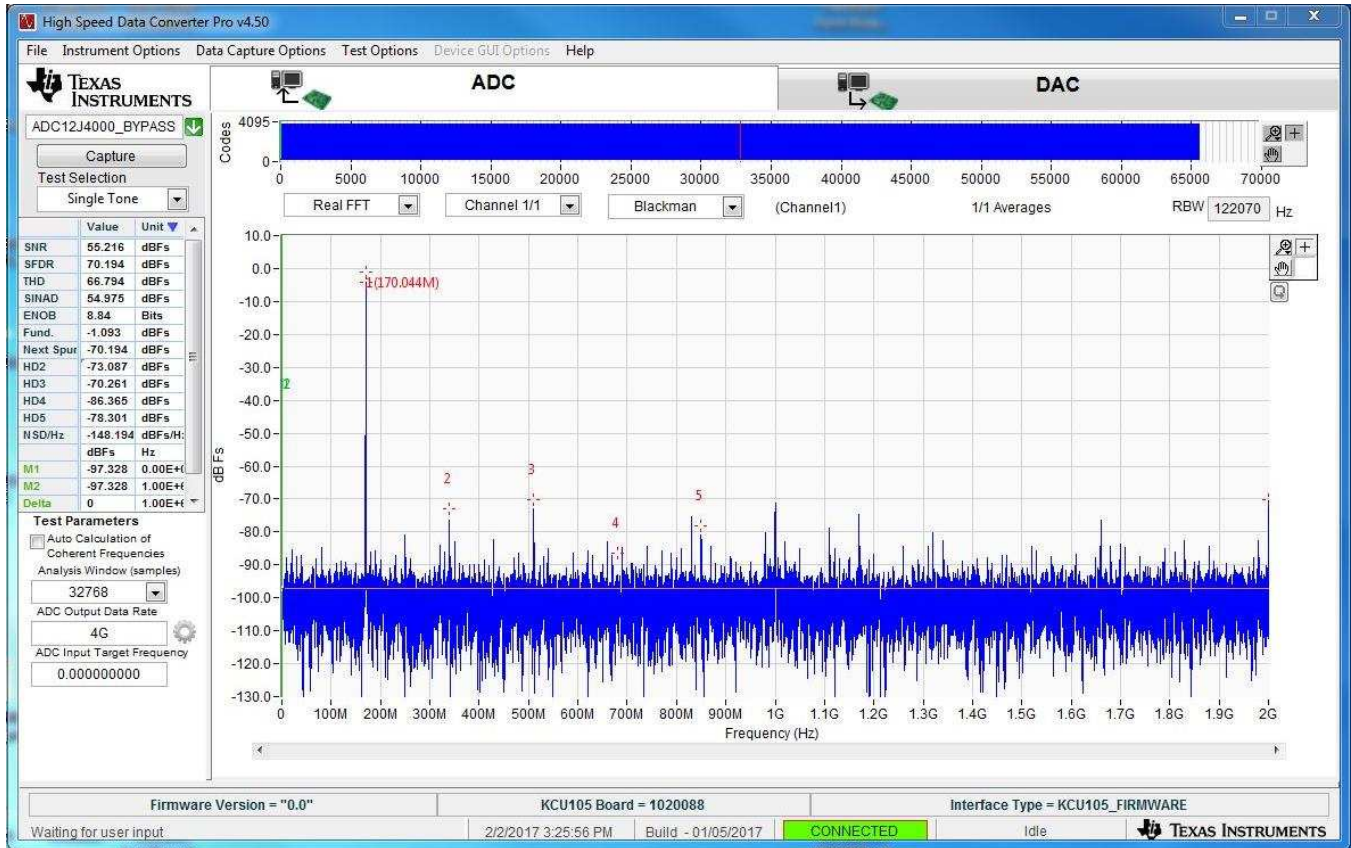 High Speed Data Converter Pro v4.50
File Instrument Options Data Capture Options Test Options Device GUI Options Help
TEXAS INSTRUMENTS
ADC
DAC
ADC12J4000_BYPASS
Capture
Test Selection
Single Tone
Value Unit
SNR 55.216 dBFs
SFDR 70.194 dBFs
THD 66.794 dBFs
SINAD 54.975 dBFs
ENOB 8.84 Bits
Fund. -1.093 dBFs
Next Spur -70.194 dBFs
HD2 -73.087 dBFs
HD3 -70.261 dBFs
HD4 -86.365 dBFs
HD5 -78.301 dBFs
NSD/Hz -148.194 dBFs/H:
dBFs Hz
M1 -97.328 0.00E+
M2 -97.328 1.00E+
Delta 0 1.00E+
Test Parameters
Auto Calculation of
Coherent Frequencies
Analysis Window (samples)
32768
ADC Output Data Rate
4G
ADC Input Target Frequency
0.000000000
Codes
4095
0
0 5000 10000 15000 20000 25000 30000 35000 40000 45000 50000 55000 60000 65000 70000
Real FFT Channel 1/1 Blackman (Channel1) 1/1 Averages RBW 122070 Hz
dBFs
10.0
0.0
-10.0
-20.0
-30.0
-40.0
-50.0
-60.0
-70.0
-80.0
-90.0
-100.0
-110.0
-120.0
-130.0
1(170.044M)
2
3
4
5
0 100M 200M 300M 400M 500M 600M 700M 800M 900M 1G 1.1G 1.2G 1.3G 1.4G 1.5G 1.6G 1.7G 1.8G 1.9G 2G
Frequency (Hz)
Firmware Version = "0.0" KCU105 Board = 1020088 Interface Type = KCU105_FIRMWARE
Waiting for user input 2/2/2017 3:25:56 PM Build - 01/05/2017 CONNECTED Idle TEXAS INSTRUMENTS